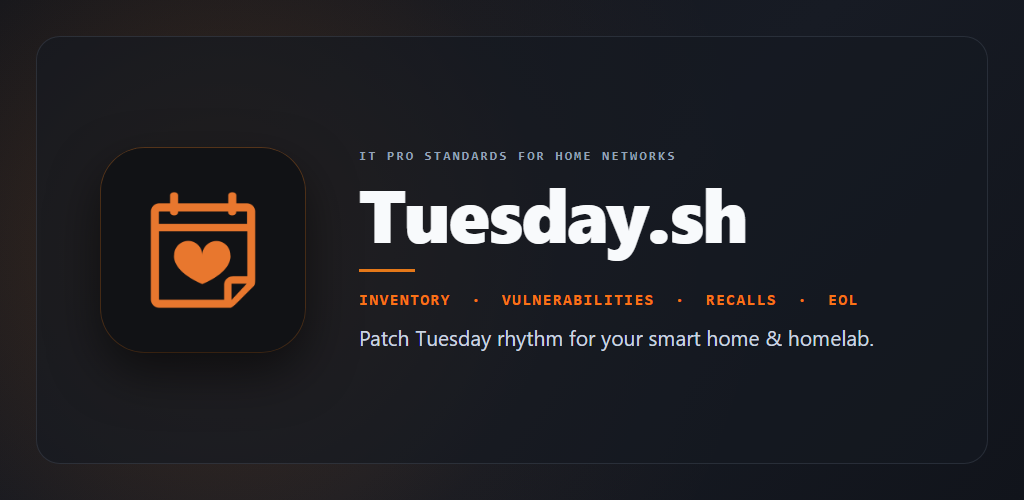 IT PRO STANDARDS FOR HOME NETWORKS
Tuesday.sh
INVENTORY · VULNERABILITIES · RECALLS · EOL
Patch Tuesday rhythm for your smart home & homelab.